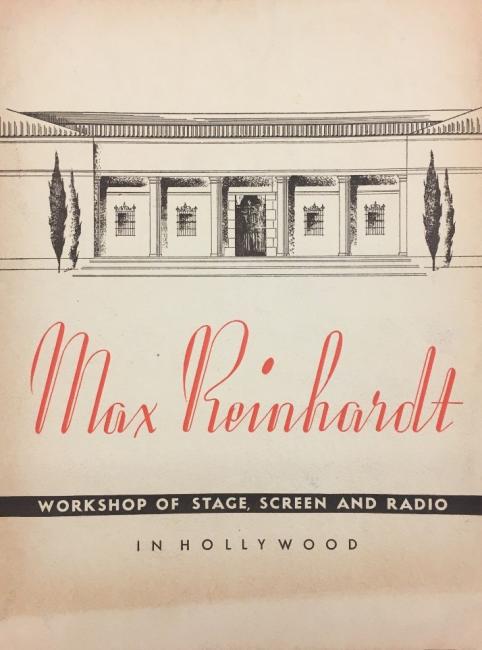 Max Reinhardt
WORKSHOP OF STAGE, SCREEN AND RADIO
IN HOLLYWOOD